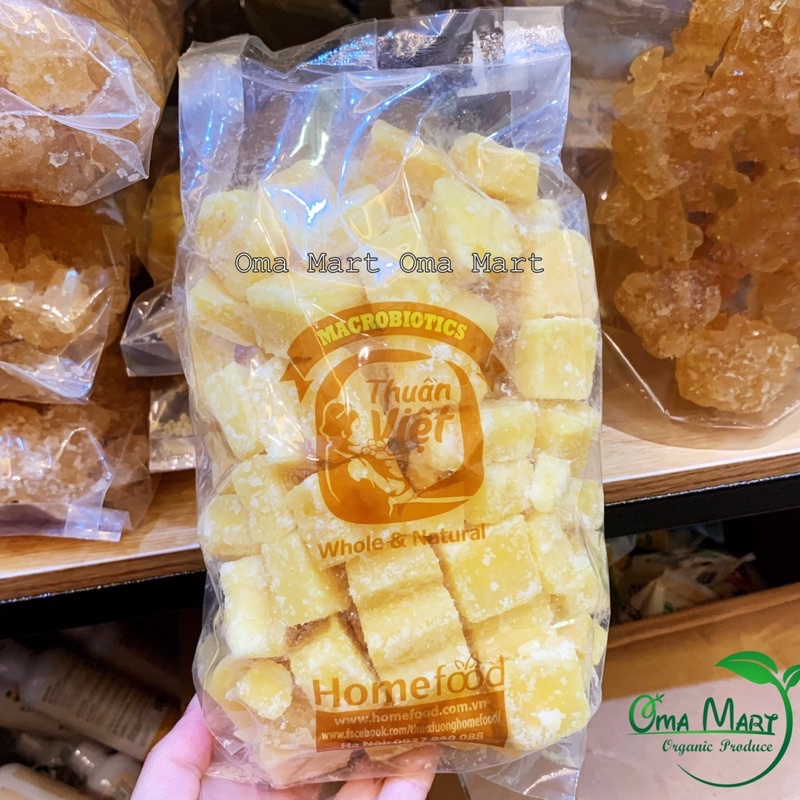 Oma Mart Oma Mart
MACROBIOTICS
Thuần
Việt
Whole & Natural
Homefood
www.homefood.com.vn
Oma Mart
Organic Produce